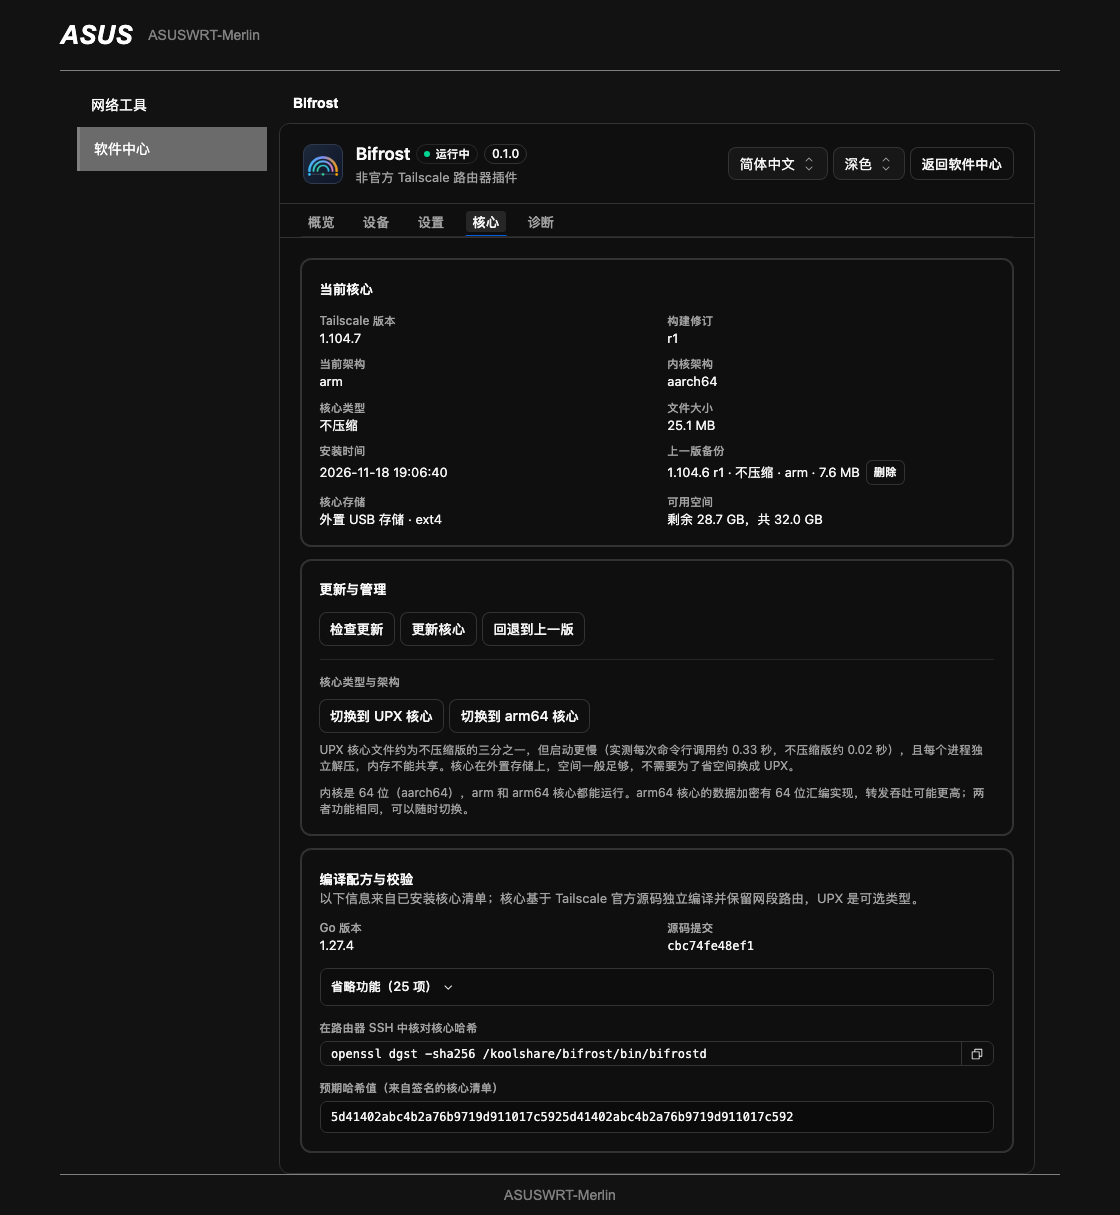 ASUS ASUSWRT-Merlin
网络工具
软件中心
Bifrost
Bifrost 运行中 0.1.0
非官方 Tailscale 路由器插件
简体中文 深色 返回软件中心
概览 设备 设置 核心 诊断
当前核心
Tailscale 版本
1.104.7
构建修订
r1
当前架构
arm
内核架构
aarch64
核心类型
不压缩
文件大小
25.1 MB
安装时间
2026-11-18 19:06:40
上一版备份
1.104.6 r1 · 不压缩 · arm · 7.6 MB 删除
核心存储
外置 USB 存储 · ext4
可用空间
剩余 28.7 GB，共 32.0 GB
更新与管理
检查更新 更新核心 回退到上一版
核心类型与架构
切换到 UPX 核心 切换到 arm64 核心
UPX 核心文件约为不压缩版的三分之一，但启动更慢（实测每次命令行调用约 0.33 秒，不压缩版约 0.02 秒），且每个进程独
立解压，内存不能共享。核心在外置存储上，空间一般足够，不需要为了省空间换成 UPX。
内核是 64 位（aarch64），arm 和 arm64 核心都能运行。arm64 核心的数据加密有 64 位汇编实现，转发吞吐可能更高；两
者功能相同，可以随时切换。
编译配方与校验
以下信息来自已安装核心清单；核心基于 Tailscale 官方源码独立编译并保留网段路由，UPX 是可选类型。
Go 版本
1.27.4
源码提交
cbc74fe48ef1
省略功能（25 项）
在路由器 SSH 中核对核心哈希
openssl dgst -sha256 /koolshare/bifrost/bin/bifrostd
预期哈希值（来自签名的核心清单）
5d41402abc4b2a76b9719d911017c5925d41402abc4b2a76b9719d911017c592
ASUSWRT-Merlin